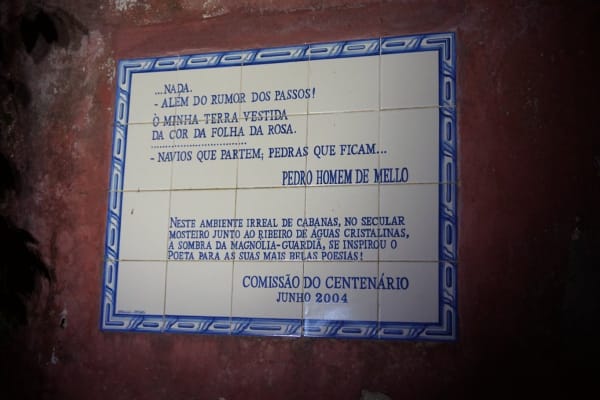 ...NADA.
- ALÉM DO RUMOR DOS PASSOS!
Ò MINHA TERRA VESTIDA
DA COR DA FOLHA DA ROSA.
................................
- NAVIOS QUE PARTEM; PEDRAS QUE FICAM...
PEDRO HOMEM DE MELLO
NESTE AMBIENTE IRREAL DE CABANAS, NO SECULAR
MOSTEIRO JUNTO AO RIBEIRO DE ÁGUAS CRISTALINAS,
A SOMBRA DA MAGNÓLIA-GUARDIÃ, SE INSPIROU O
POETA PARA AS SUAS MAIS BELAS POESIAS!
COMISSÃO DO CENTENÁRIO
JUNHO 2004